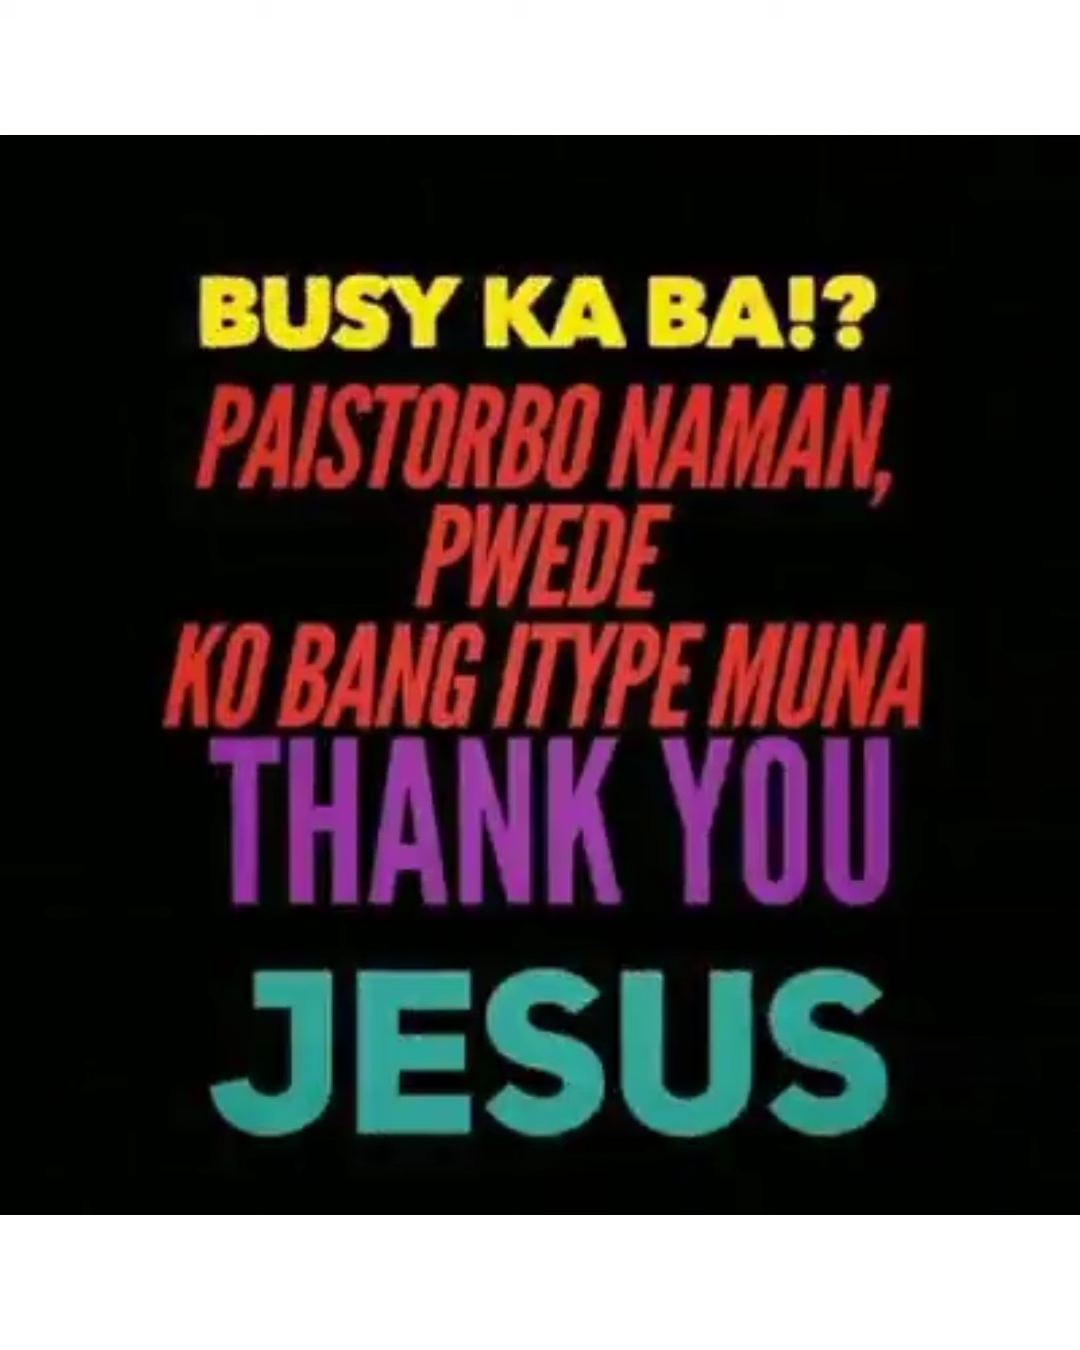 BUSY KA BA!?
PAISTORBO NAMAN,
PWEDE
KO BANG ITYPE MUNA
THANK YOU
JESUS